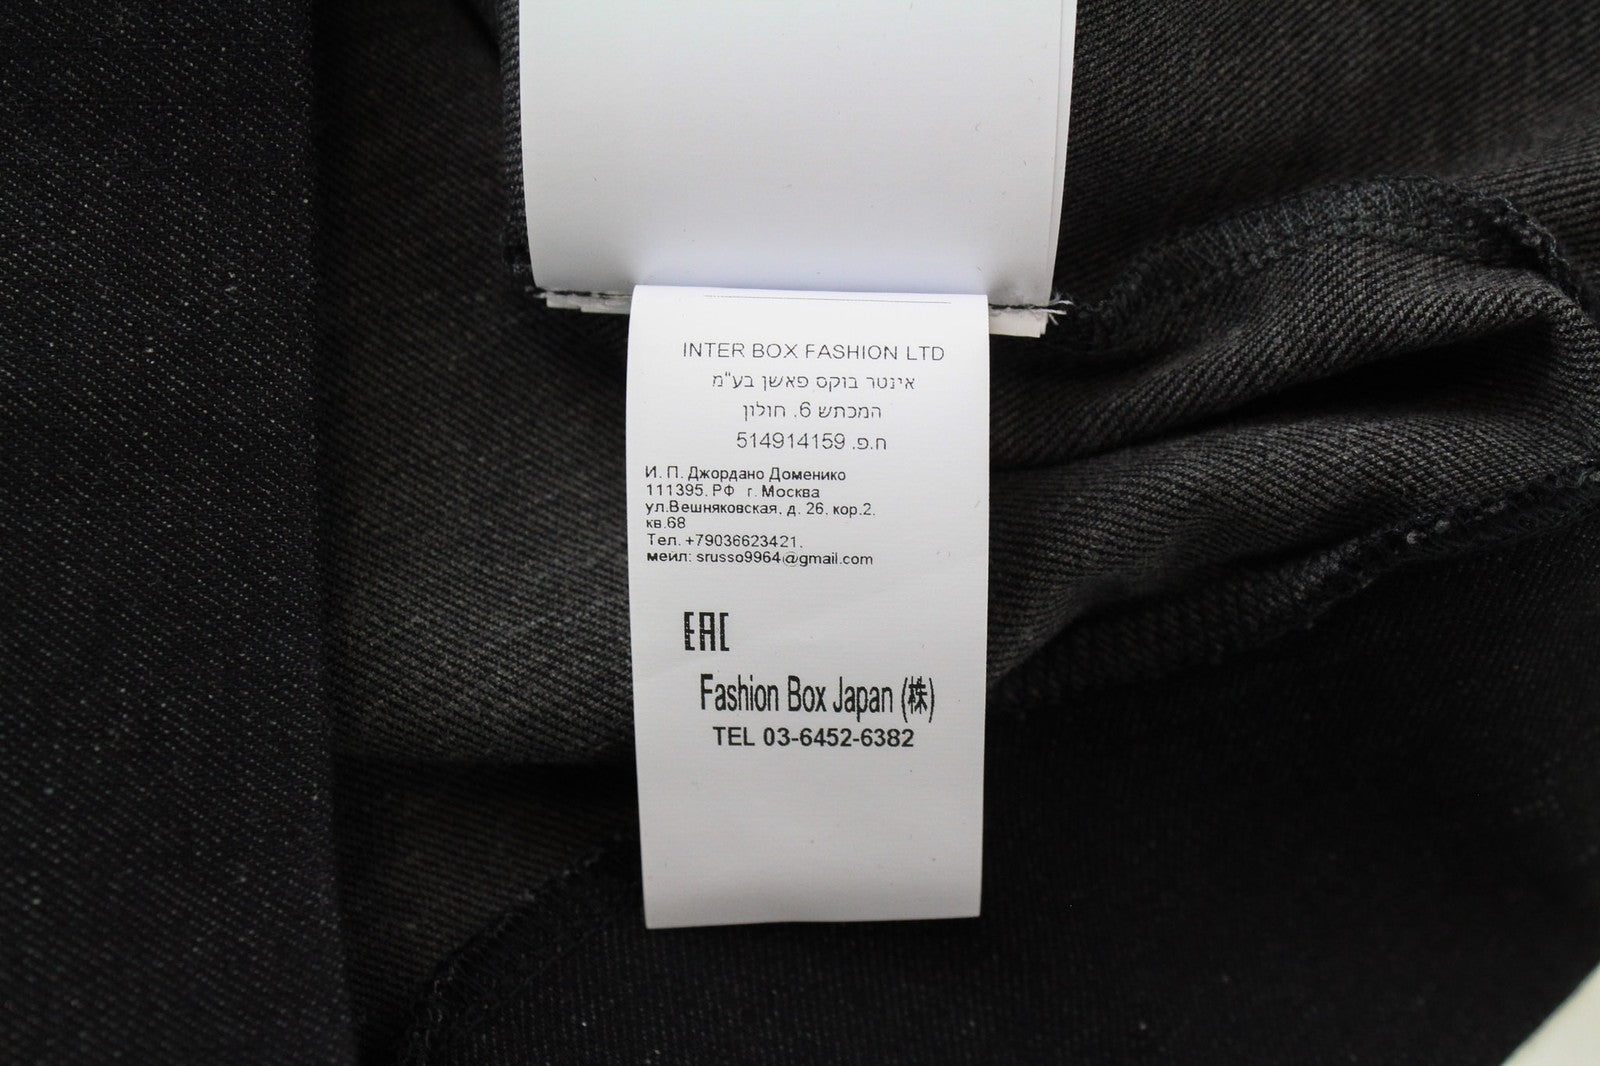 INTER BOX FASHION LTD
אינטר בוקס פאשן בע"מ
המכתש 6. חולון
ח.פ. 514914159
И. П. Джордано Доменико
111395. РФ г. Москва
ул.Вешняковская, д. 26, кор.2,
кв.68
Тел. +79036623421,
меил: srusso9964@gmail.com
EAC
Fashion Box Japan (株)
TEL 03-6452-6382